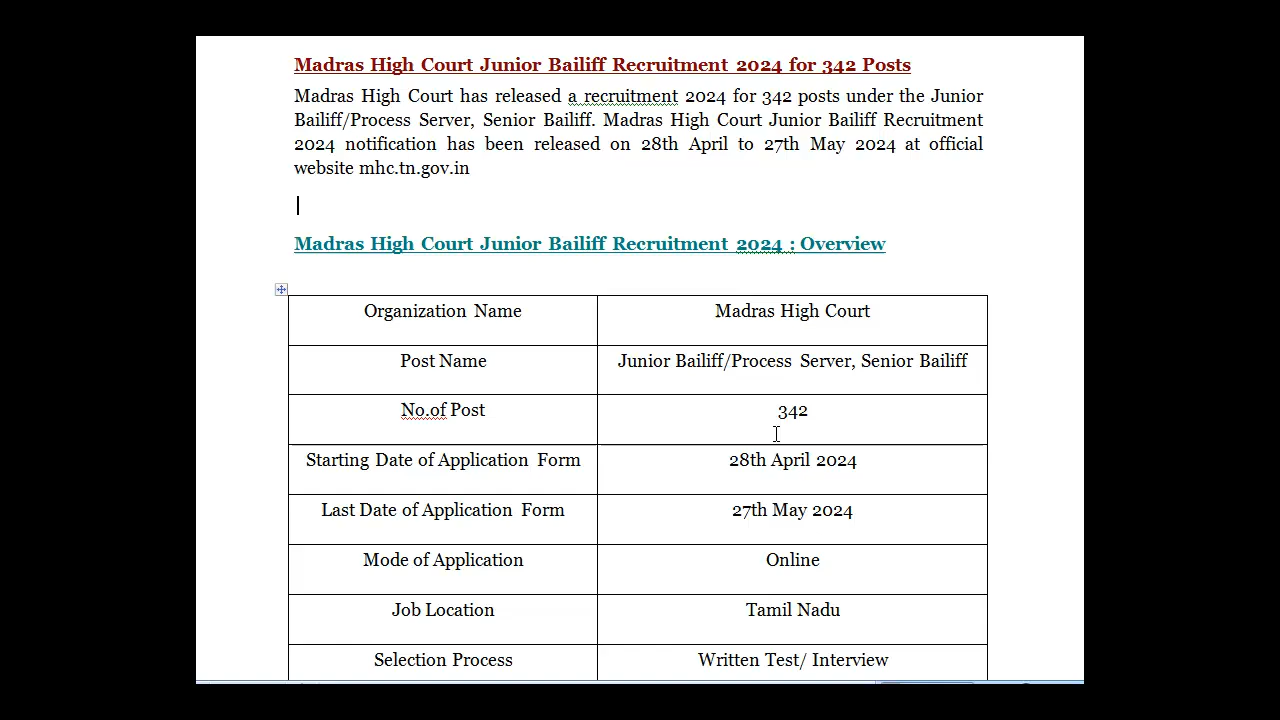 Madras High Court Junior Bailiff Recruitment 2024 for 342 Posts
Madras High Court has released a recruitment 2024 for 342 posts under the Junior
Bailiff/Process Server, Senior Bailiff. Madras High Court Junior Bailiff Recruitment
2024 notification has been released on 28th April to 27th May 2024 at official
website mhc.tn.gov.in
Madras High Court Junior Bailiff Recruitment 2024 : Overview
Organization Name Madras High Court
Post Name Junior Bailiff/Process Server, Senior Bailiff
No.of Post 342
Starting Date of Application Form 28th April 2024
Last Date of Application Form 27th May 2024
Mode of Application Online
Job Location Tamil Nadu
Selection Process Written Test/ Interview